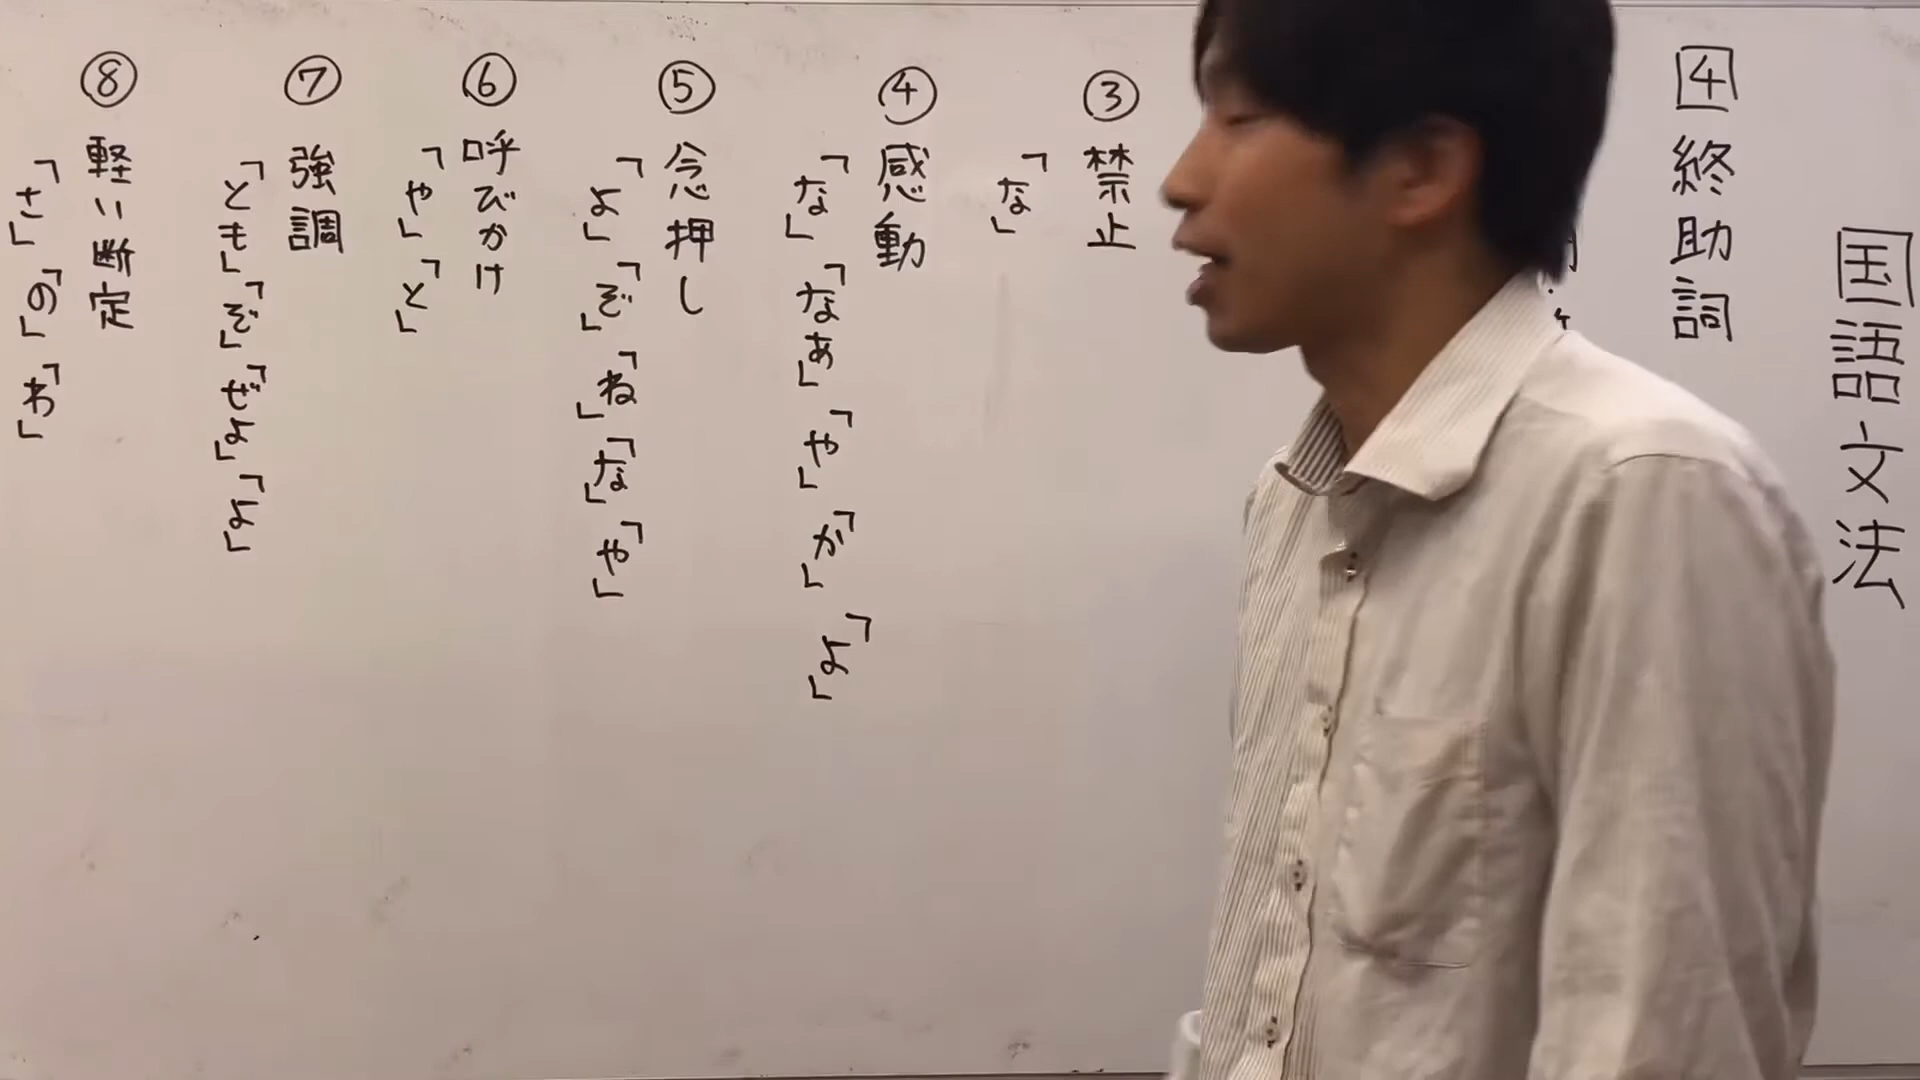 国語文法
4 終助詞
③ 禁止
「な」
④ 感動
「な」「なあ」「や」「か」「よ」
⑤ 念押し
「よ」「ぞ」「ね」「な」「や」
⑥ 呼びかけ
「や」「と」
⑦ 強調
「とも」「ぞ」「ぜよ」「よ」
⑧ 軽い断定
「さ」「の」「わ」